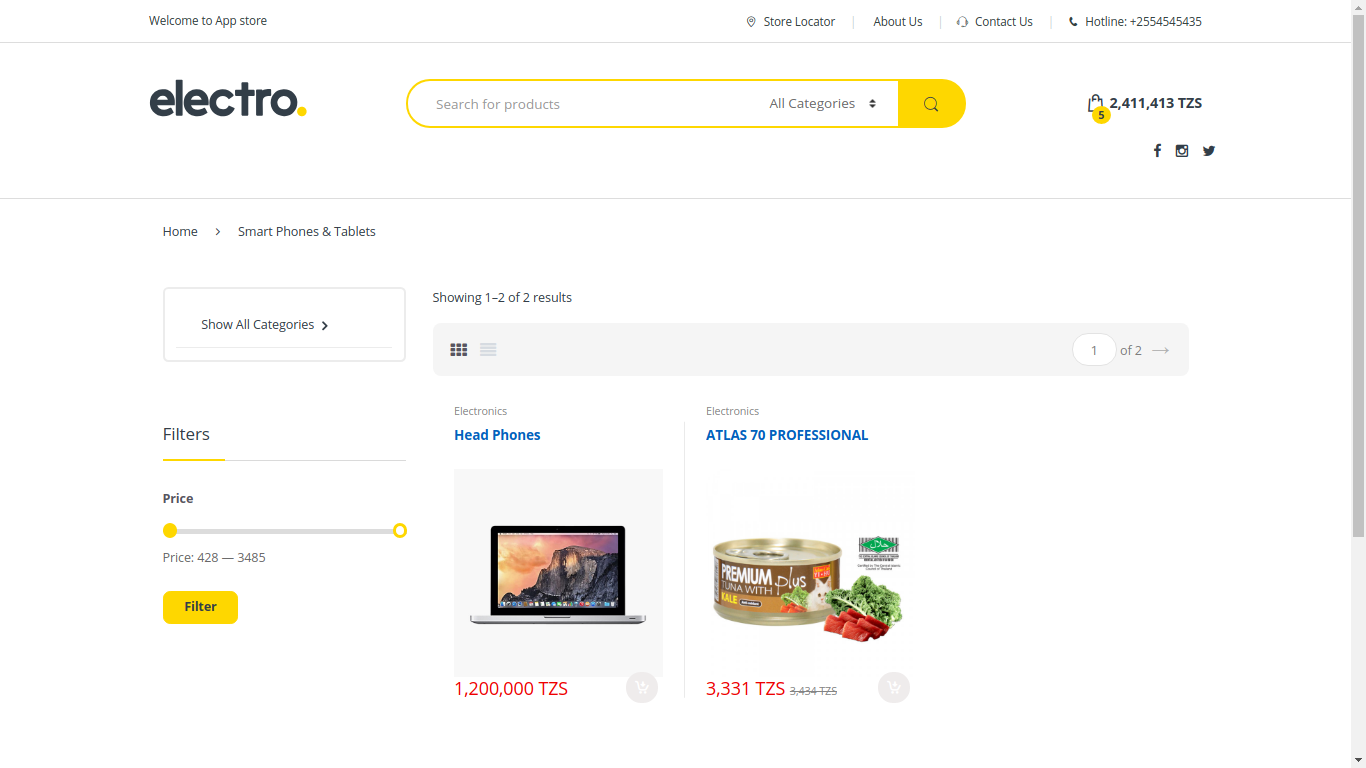 Welcome to App store
Store Locator
About Us
Contact Us
Hotline: +2554545435
electro.
Search for products
All Categories
5
2,411,413 TZS
Home
Smart Phones & Tablets
Show All Categories
Showing 1–2 of 2 results
1 of 2 →
Filters
Price
Price: 428 — 3485
Filter
Electronics
Head Phones
1,200,000 TZS
Electronics
ATLAS 70 PROFESSIONAL
PREMIUM plus
TUNA WITH
KALE
3,331 TZS 3,434 TZS